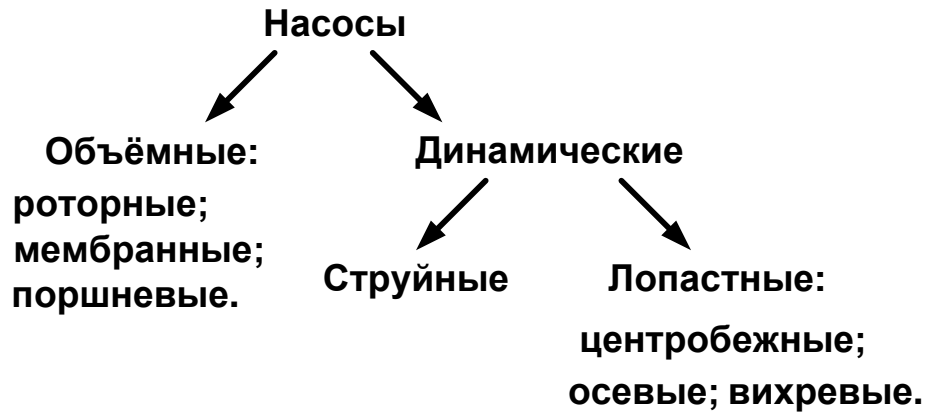 Насосы
Объёмные:
роторные;
мембранные;
поршневые.
Динамические
Струйные
Лопастные:
центробежные;
осевые; вихревые.